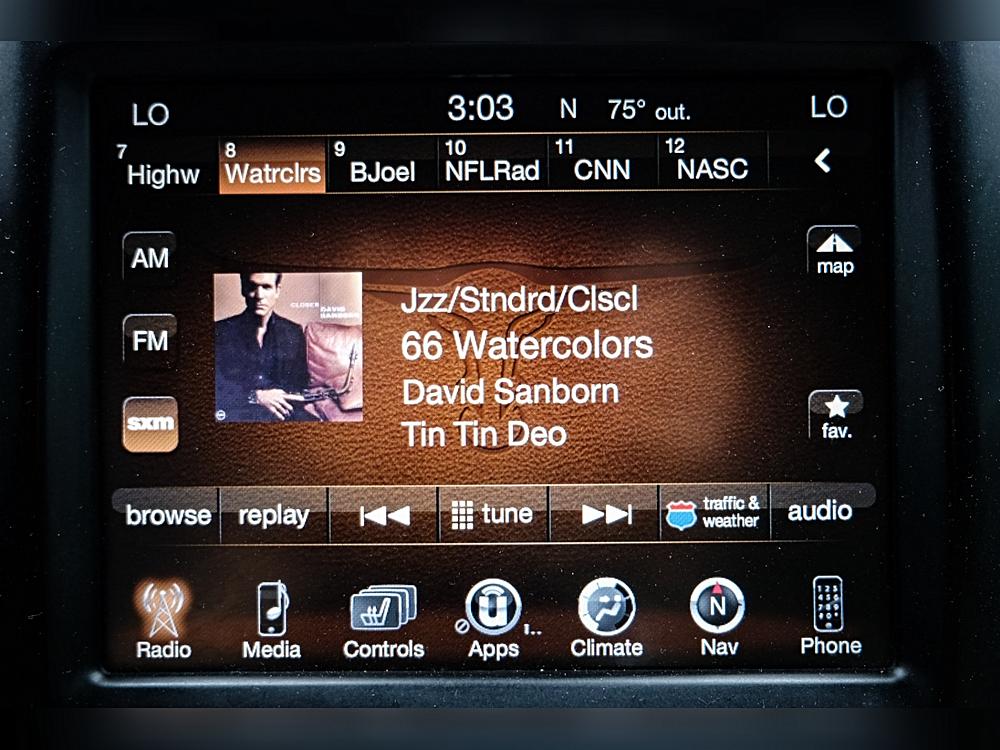 LO 3:03 N 75° out. LO
7 Highw 8 Watrclrs 9 BJoel 10 NFLRad 11 CNN 12 NASC
AM
map
CLOSER DAVID
SANBORN
Jzz/Stndrd/Clscl
FM
66 Watercolors
David Sanborn
sxm
fav.
Tin Tin Deo
browse replay tune traffic &
weather audio
N
Radio Media Controls Apps 1.. Climate Nav Phone